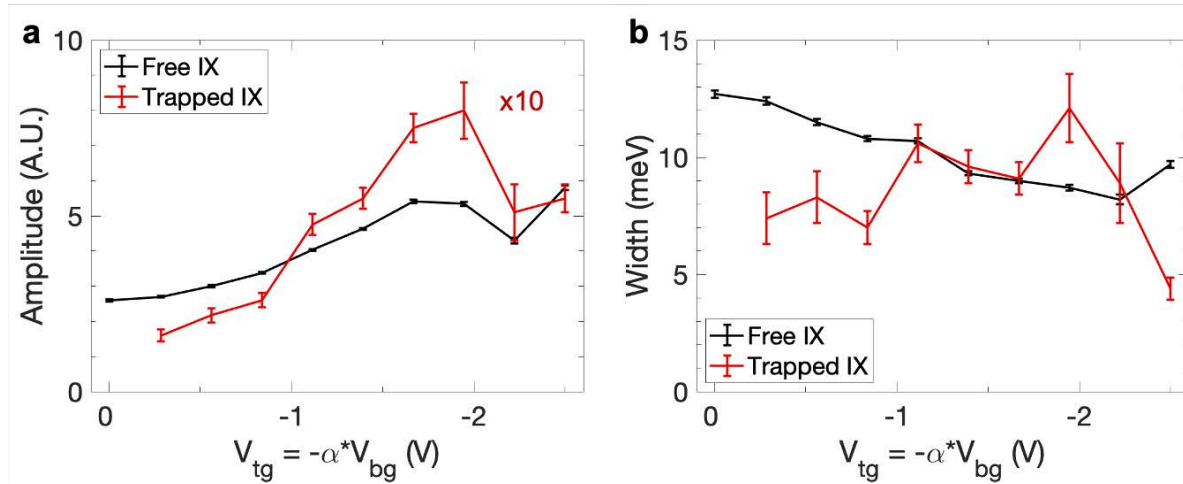 a
10
5
0
Amplitude (A.U.)
Free IX
Trapped IX
x10
0
-1
-2
V_tg = -α*V_bg (V)
b
15
10
5
0
Width (meV)
Free IX
Trapped IX
0
-1
-2
V_tg = -α*V_bg (V)